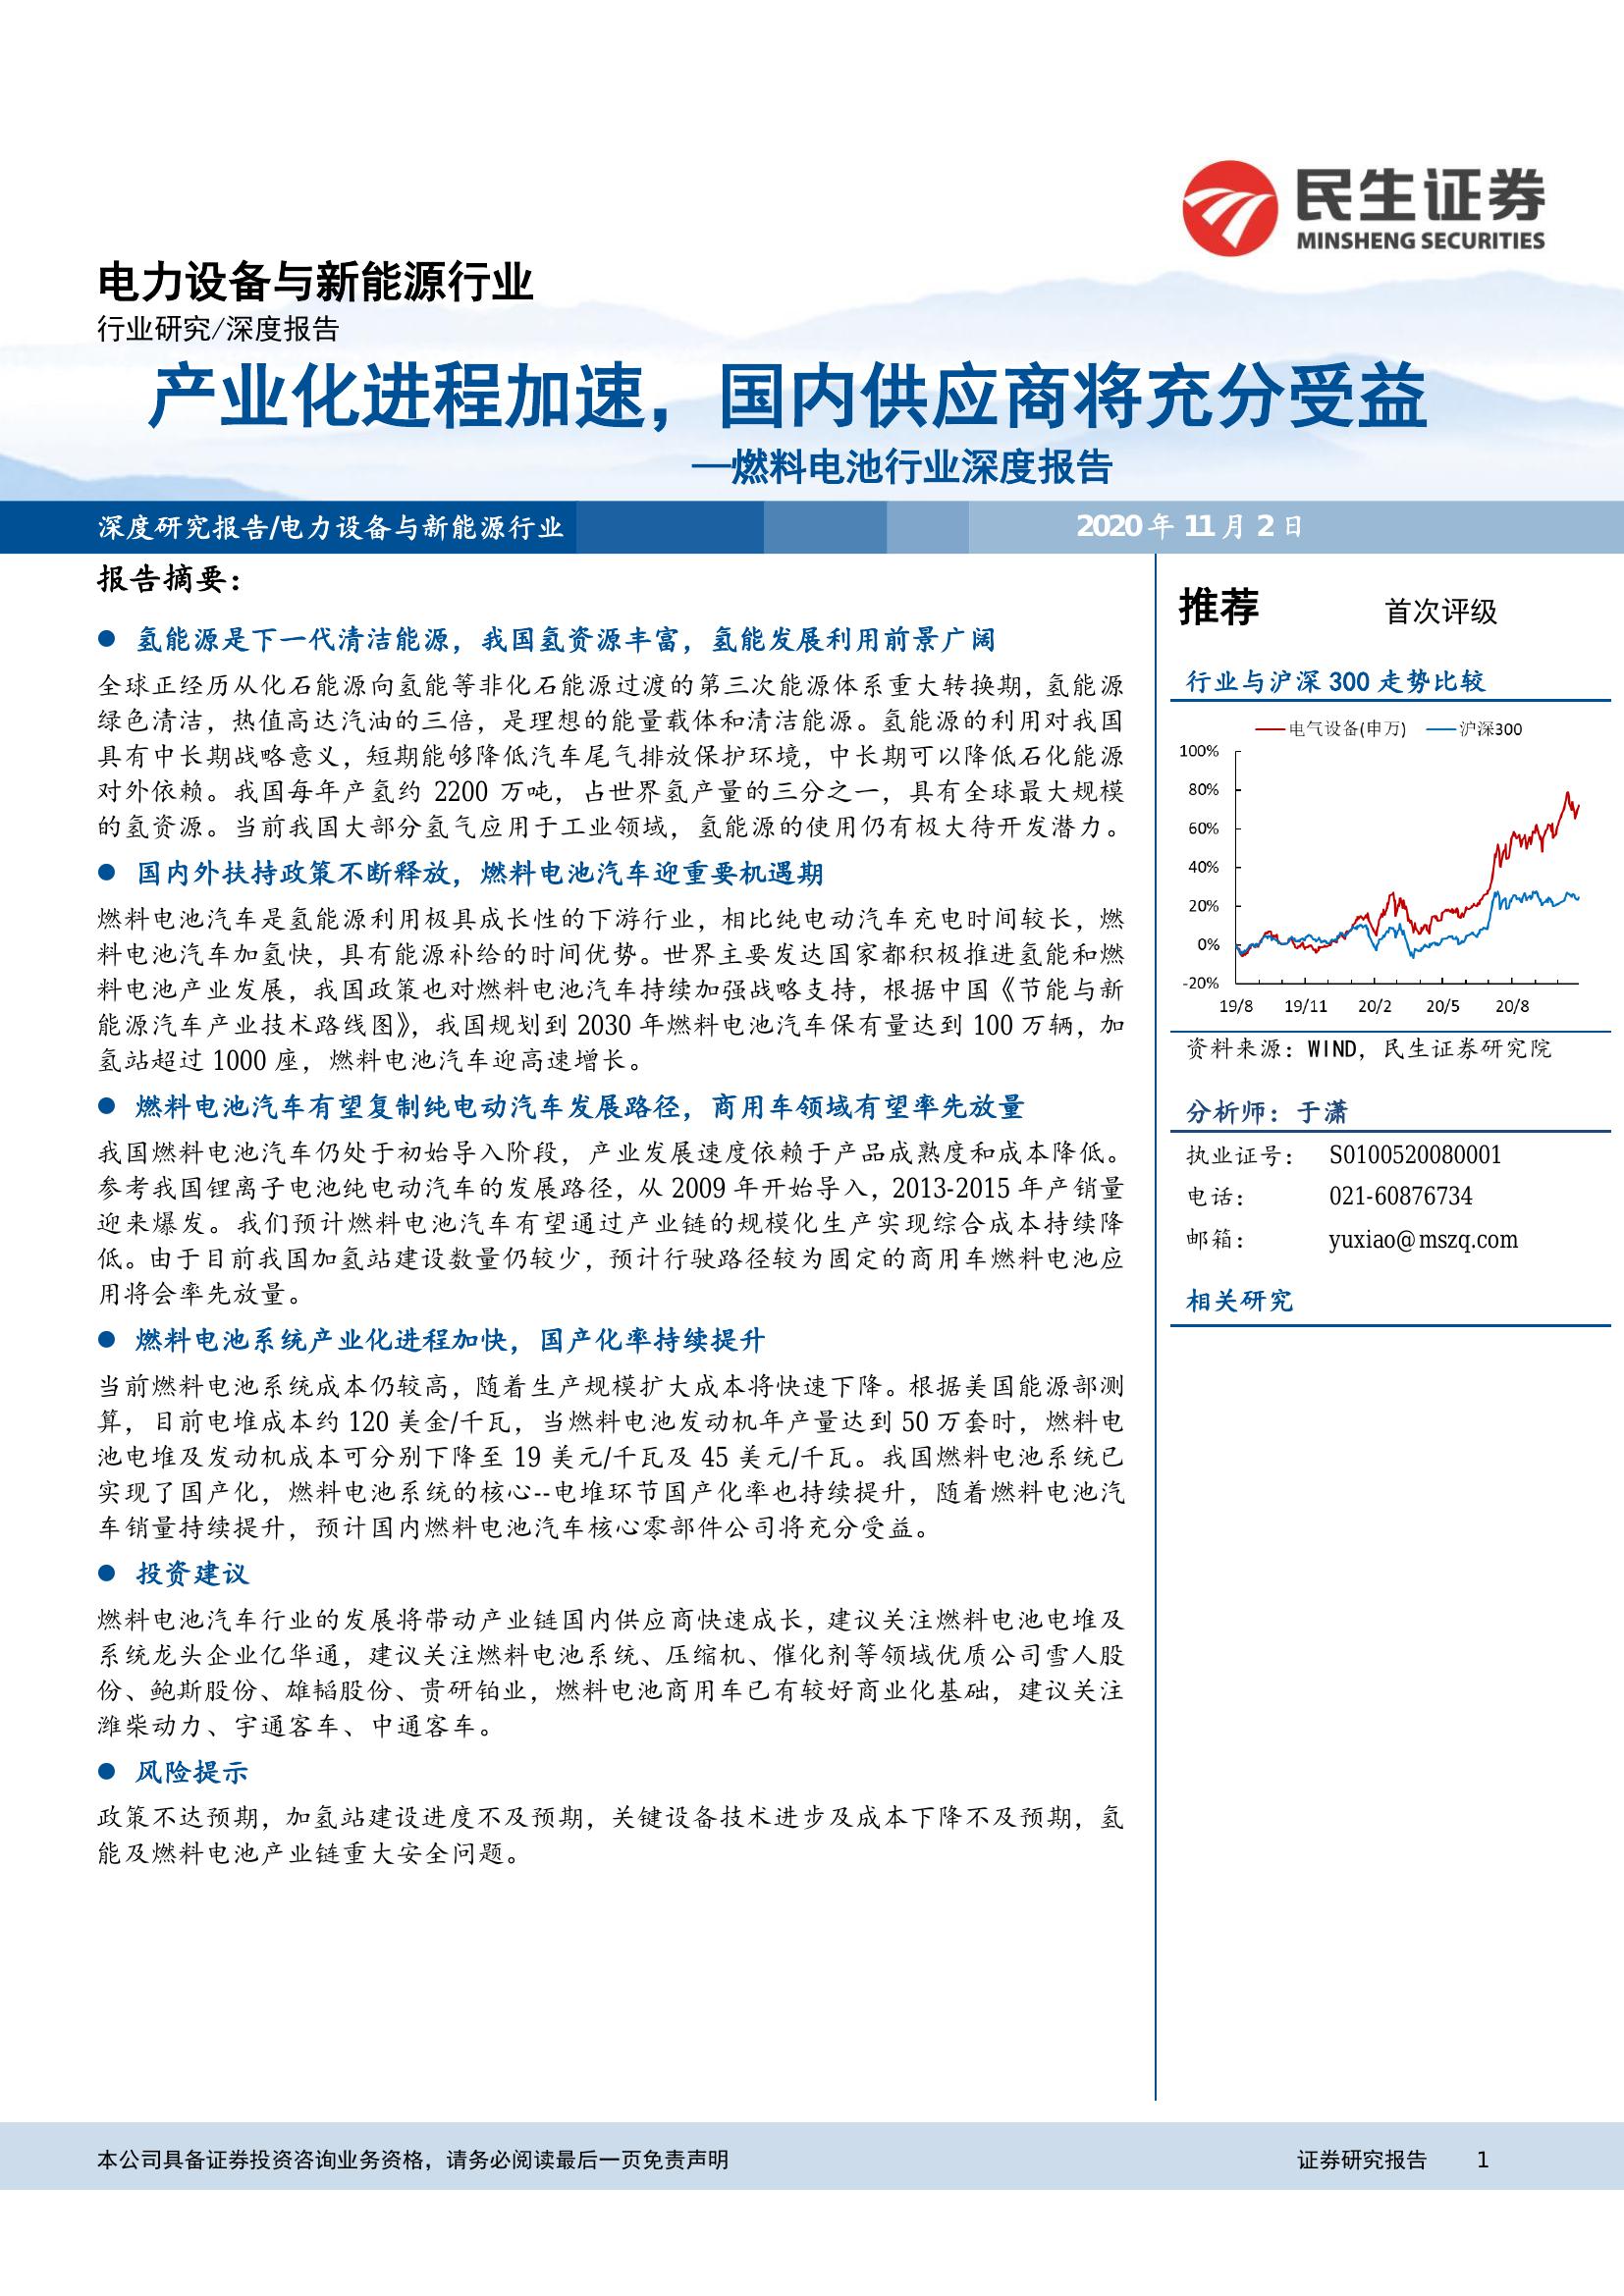 民生证券
MINSHENG SECURITIES
电力设备与新能源行业
行业研究/深度报告
产业化进程加速，国内供应商将充分受益
—燃料电池行业深度报告
深度研究报告/电力设备与新能源行业
2020 年 11 月 2 日
报告摘要：
● 氢能源是下一代清洁能源，我国氢资源丰富，氢能发展利用前景广阔
全球正经历从化石能源向氢能等非化石能源过渡的第三次能源体系重大转换期，氢能源
绿色清洁，热值高达汽油的三倍，是理想的能量载体和清洁能源。氢能源的利用对我国
具有中长期战略意义，短期能够降低汽车尾气排放保护环境，中长期可以降低石化能源
对外依赖。我国每年产氢约 2200 万吨，占世界氢产量的三分之一，具有全球最大规模
的氢资源。当前我国大部分氢气应用于工业领域，氢能源的使用仍有极大待开发潜力。
● 国内外扶持政策不断释放，燃料电池汽车迎重要机遇期
燃料电池汽车是氢能源利用极具成长性的下游行业，相比纯电动汽车充电时间较长，燃
料电池汽车加氢快，具有能源补给的时间优势。世界主要发达国家都积极推进氢能和燃
料电池产业发展，我国政策也对燃料电池汽车持续加强战略支持，根据中国《节能与新
能源汽车产业技术路线图》，我国规划到 2030 年燃料电池汽车保有量达到 100 万辆，加
氢站超过 1000 座，燃料电池汽车迎高速增长。
● 燃料电池汽车有望复制纯电动汽车发展路径，商用车领域有望率先放量
我国燃料电池汽车仍处于初始导入阶段，产业发展速度依赖于产品成熟度和成本降低。
参考我国锂离子电池纯电动汽车的发展路径，从 2009 年开始导入，2013-2015 年产销量
迎来爆发。我们预计燃料电池汽车有望通过产业链的规模化生产实现综合成本持续降
低。由于目前我国加氢站建设数量仍较少，预计行驶路径较为固定的商用车燃料电池应
用将会率先放量。
● 燃料电池系统产业化进程加快，国产化率持续提升
当前燃料电池系统成本仍较高，随着生产规模扩大成本将快速下降。根据美国能源部测
算，目前电堆成本约 120 美金/千瓦，当燃料电池发动机年产量达到 50 万套时，燃料电
池电堆及发动机成本可分别下降至 19 美元/千瓦及 45 美元/千瓦。我国燃料电池系统已
实现了国产化，燃料电池系统的核心--电堆环节国产化率也持续提升，随着燃料电池汽
车销量持续提升，预计国内燃料电池汽车核心零部件公司将充分受益。
● 投资建议
燃料电池汽车行业的发展将带动产业链国内供应商快速成长，建议关注燃料电池电堆及
系统龙头企业亿华通，建议关注燃料电池系统、压缩机、催化剂等领域优质公司雪人股
份、鲍斯股份、雄韬股份、贵研铂业，燃料电池商用车已有较好商业化基础，建议关注
潍柴动力、宇通客车、中通客车。
● 风险提示
政策不达预期，加氢站建设进度不及预期，关键设备技术进步及成本下降不及预期，氢
能及燃料电池产业链重大安全问题。
推荐 首次评级
行业与沪深 300 走势比较
电气设备(申万) 沪深300
100%
80%
60%
40%
20%
0%
-20%
19/8 19/11 20/2 20/5 20/8
资料来源：WIND，民生证券研究院
分析师：于潇
执业证号： S0100520080001
电话： 021-60876734
邮箱： yuxiao@mszq.com
相关研究
本公司具备证券投资咨询业务资格，请务必阅读最后一页免责声明
证券研究报告 1